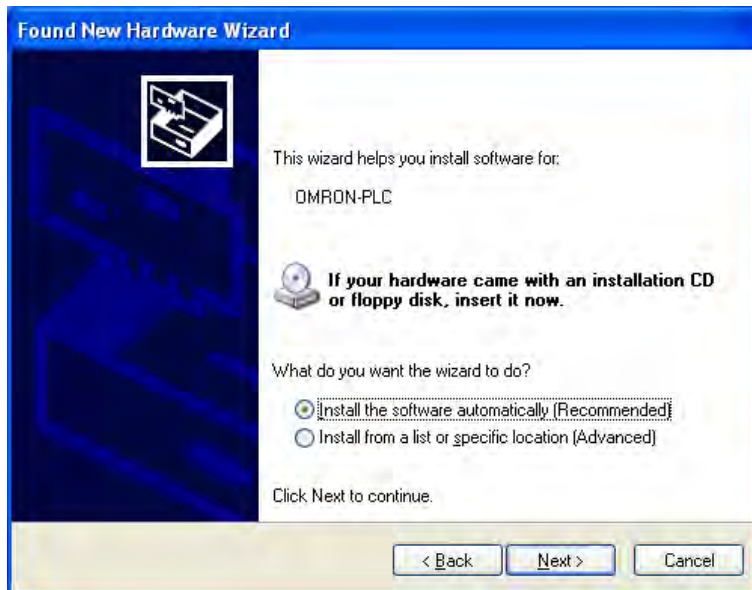 Found New Hardware Wizard
This wizard helps you install software for:
OMRON-PLC
If your hardware came with an installation CD
or floppy disk, insert it now.
What do you want the wizard to do?
Install the software automatically (Recommended)
Install from a list or specific location (Advanced)
Click Next to continue.
< Back Next > Cancel